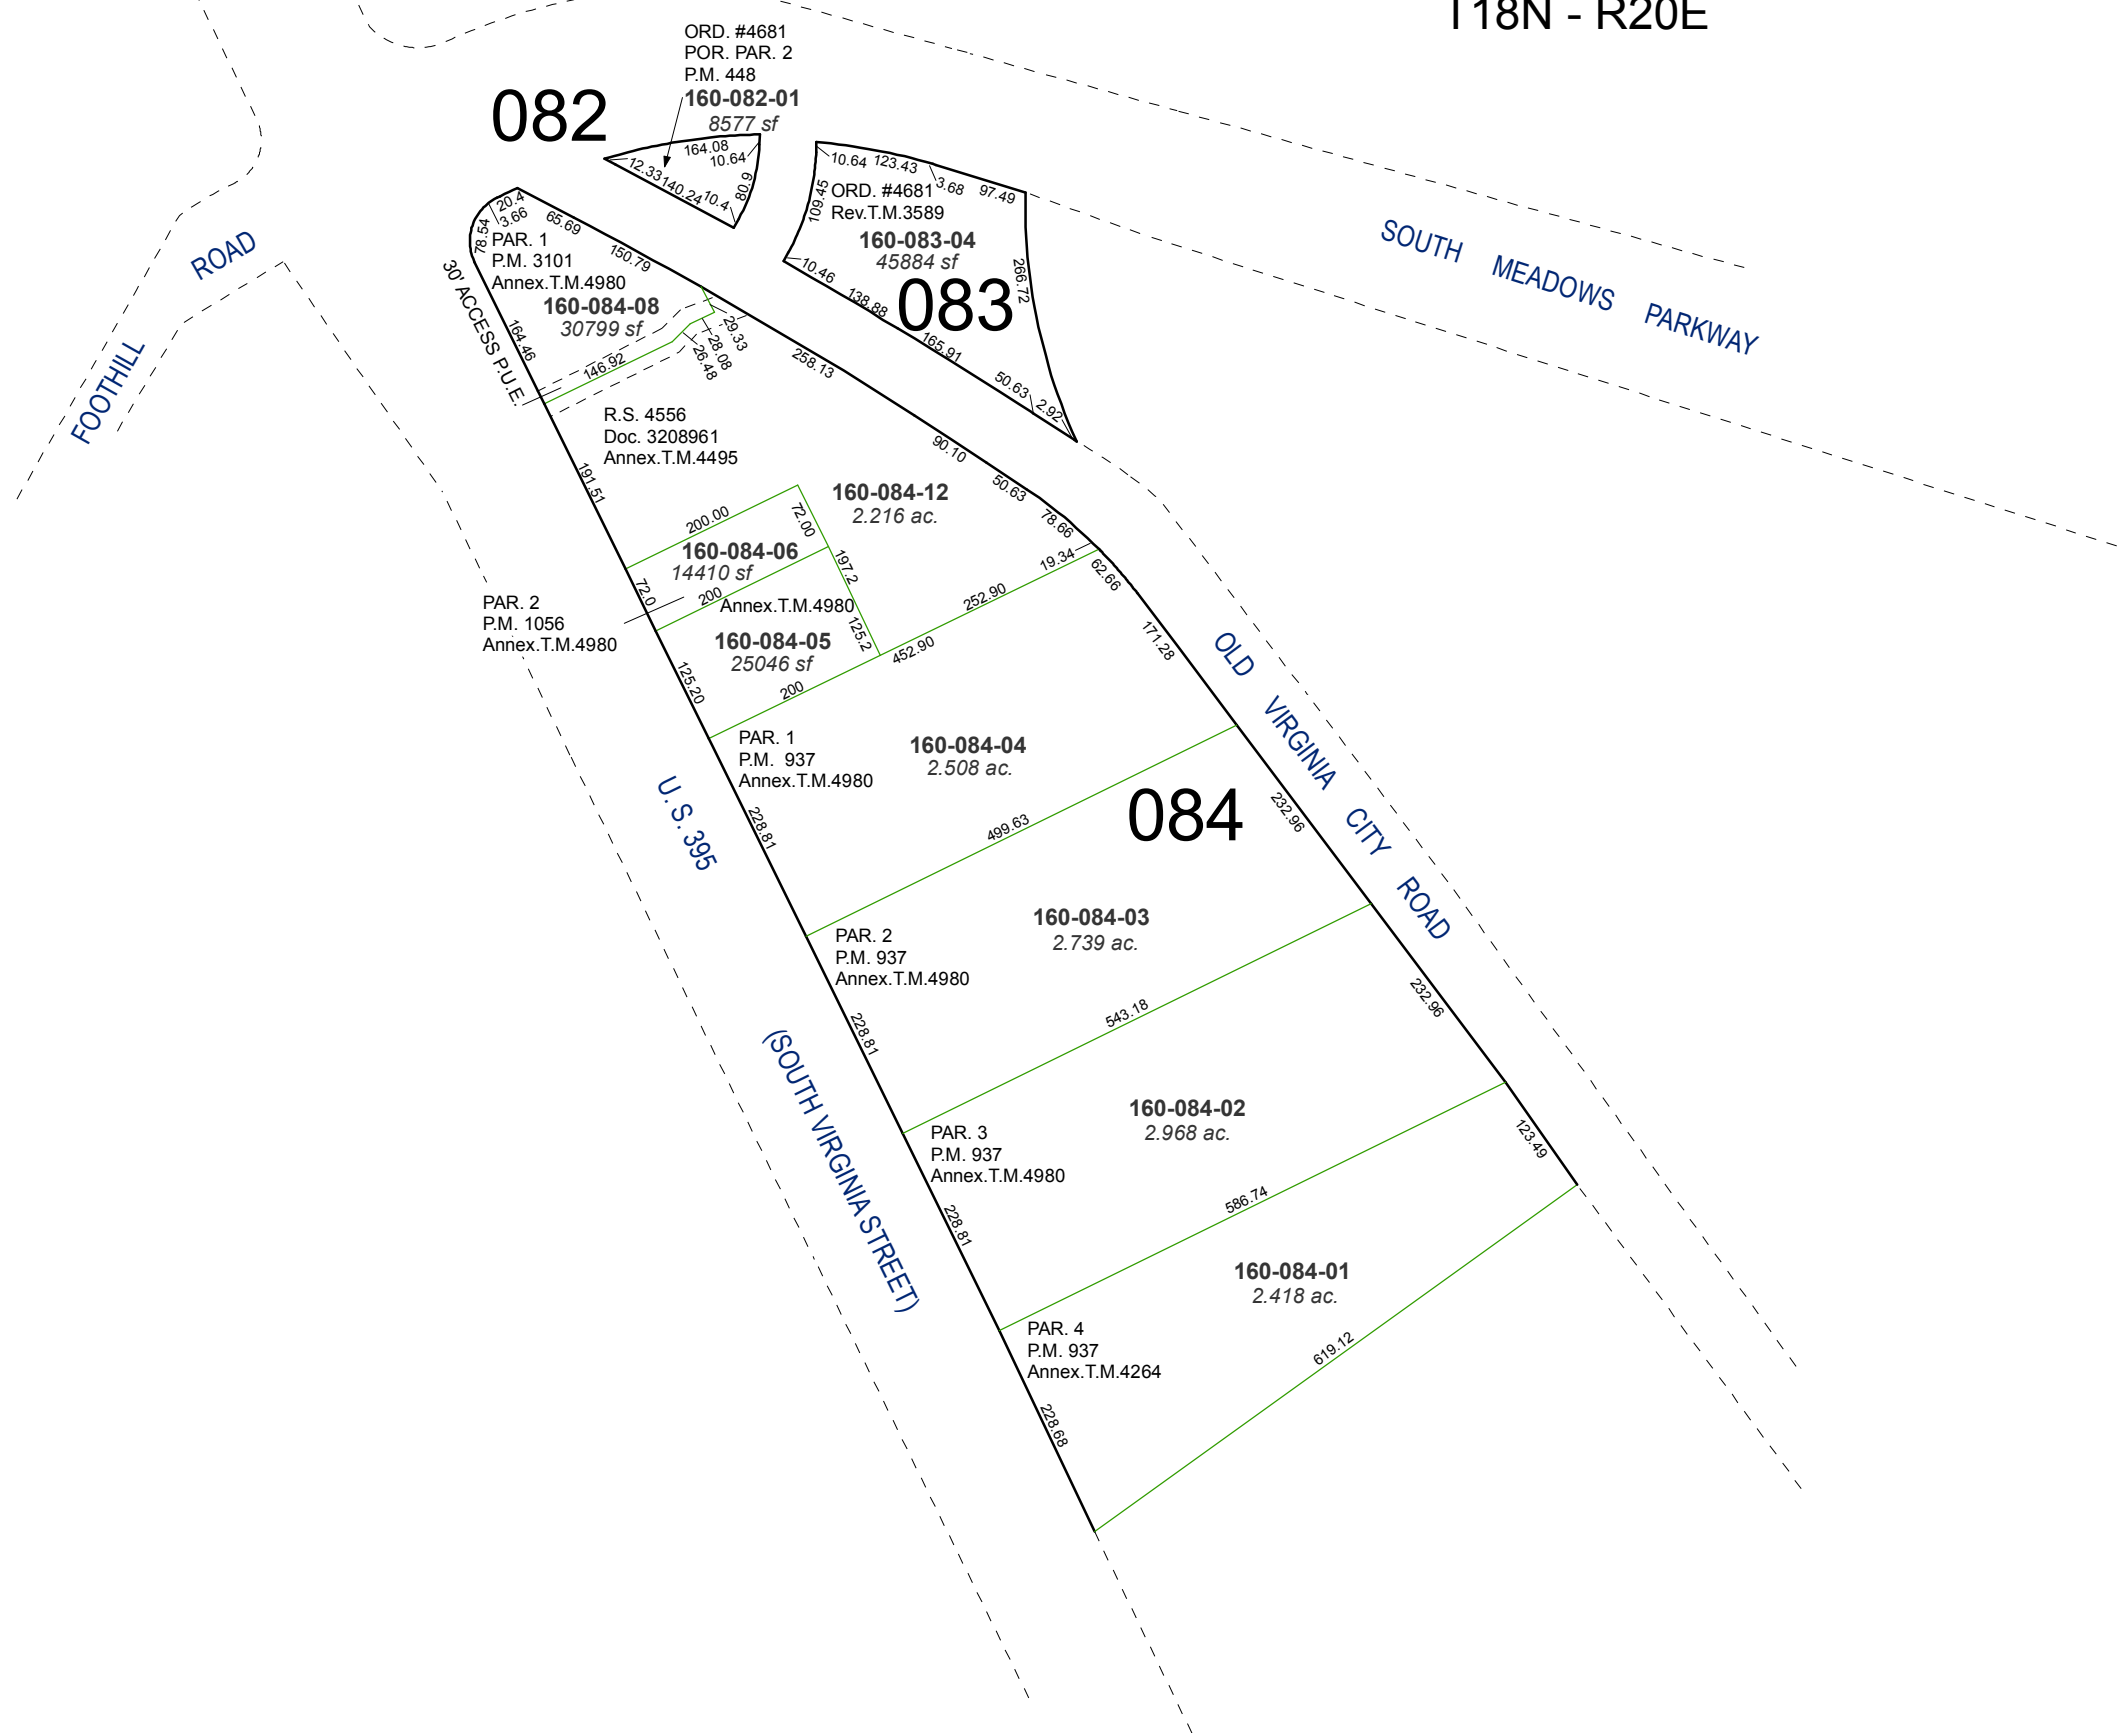 T18N - R20E
ORD. #4681
POR. PAR. 2
P.M. 448
160-082-01
8577 sf
082
164.08
10.64
12.33
140.24
10.4
80.9
10.64
123.43
3.68
97.49
109.45
ORD. #4681
Rev.T.M.3589
160-083-04
45884 sf
083
266.72
10.46
138.88
165.91
50.63
2.92
SOUTH MEADOWS PARKWAY
FOOTHILL ROAD
20.4
3.66
78.54
65.69
150.79
PAR. 1
P.M. 3101
Annex.T.M.4980
160-084-08
30799 sf
30' ACCESS P.U.E.
164.46
146.92
29.33
28.08
26.48
258.13
R.S. 4556
Doc. 3208961
Annex.T.M.4495
191.51
90.10
50.63
78.66
160-084-12
2.216 ac.
200.00
72.00
160-084-06
14410 sf
72.0
200
197.2
19.34
62.66
252.90
PAR. 2
P.M. 1056
Annex.T.M.4980
Annex.T.M.4980
160-084-05
25046 sf
125.2
125.20
200
452.90
171.28
OLD VIRGINIA CITY ROAD
PAR. 1
P.M. 937
Annex.T.M.4980
160-084-04
2.508 ac.
228.81
499.63
084
232.96
U. S. 395
(SOUTH VIRGINIA STREET)
PAR. 2
P.M. 937
Annex.T.M.4980
160-084-03
2.739 ac.
228.81
543.18
232.96
PAR. 3
P.M. 937
Annex.T.M.4980
160-084-02
2.968 ac.
228.81
586.74
123.49
160-084-01
2.418 ac.
PAR. 4
P.M. 937
Annex.T.M.4264
619.12
228.68